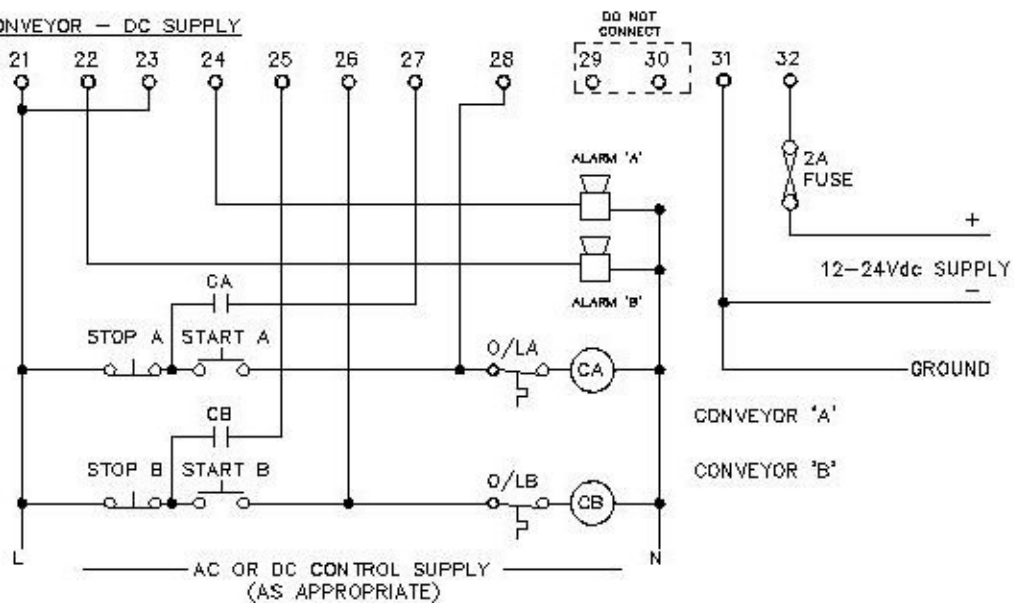 ONVEYOR – DC SUPPLY
DO NOT
CONNECT
21 22 23 24 25 26 27 28 29 30 31 32
ALARM 'A'
2A
FUSE
+
12–24Vdc SUPPLY
–
ALARM 'B'
CA
STOP A START A
O/LA
CA
GROUND
CB
CONVEYOR 'A'
STOP B START B
O/LB
CONVEYOR 'B'
CB
L
N
AC OR DC CONTROL SUPPLY
(AS APPROPRIATE)